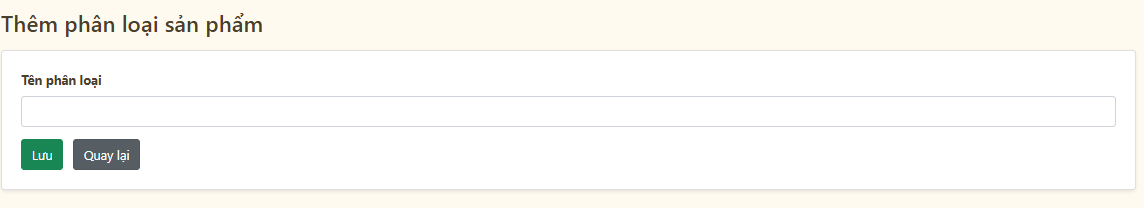 Thêm phân loại sản phẩm
Tên phân loại
Lưu Quay lại